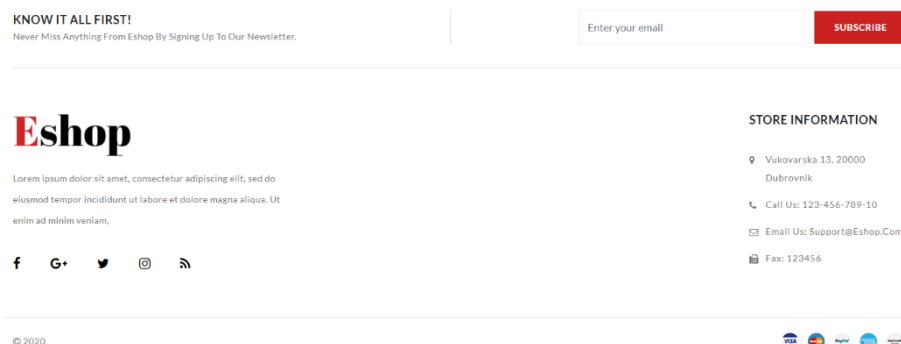 KNOW IT ALL FIRST!
Never Miss Anything From Eshop By Signing Up To Our Newsletter.
Enter your email
SUBSCRIBE
Eshop
Lorem ipsum dolor sit amet, consectetur adipiscing elit, sed do
eiusmod tempor incididunt ut labore et dolore magna aliqua. Ut
enim ad minim veniam,
G+
STORE INFORMATION
Vukovarska 13, 20000
Dubrovnik
Call Us: 123-456-789-10
Email Us: Support@Eshop.Com
Fax: 123456
© 2020
VISA
PayPal